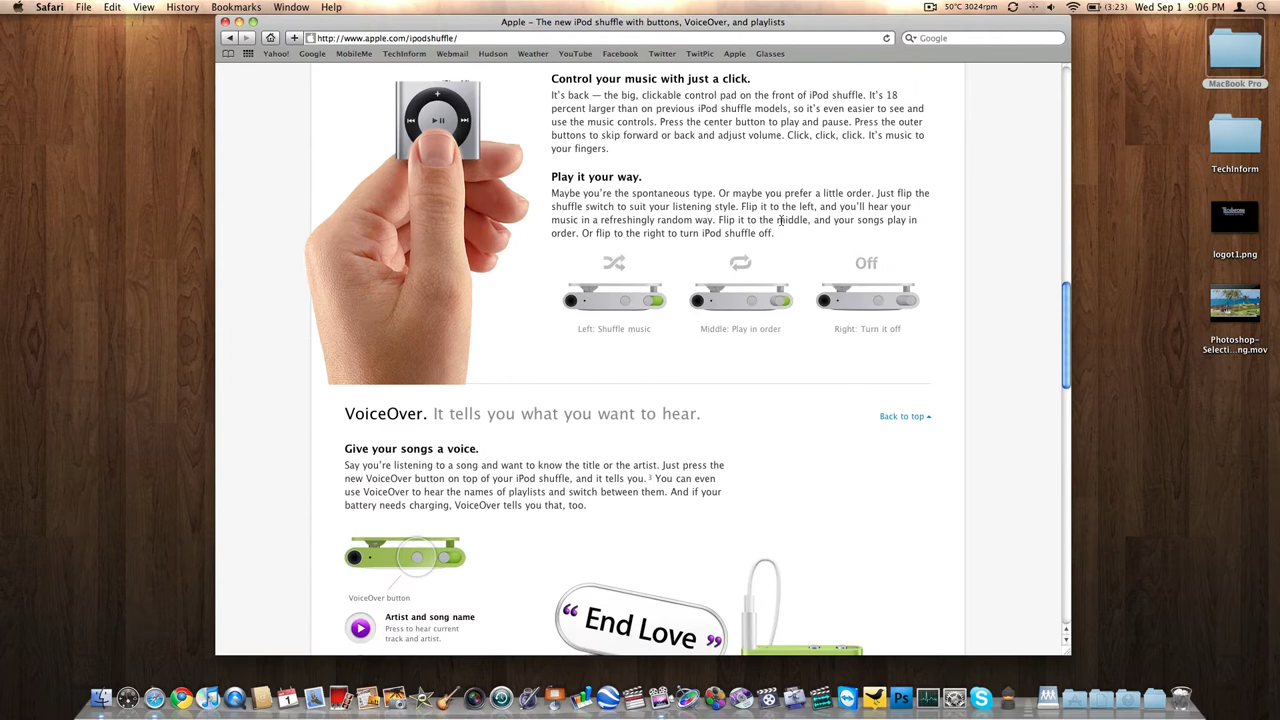 Safari File Edit View History Bookmarks Window Help
50°C 3024rpm (3:23) Wed Sep 1 9:06 PM
Apple - The new iPod shuffle with buttons, VoiceOver, and playlists
http://www.apple.com/ipodshuffle/
Google
Yahoo! Google MobileMe TechInform Webmail Hudson Weather YouTube Facebook Twitter TwitPic Apple Glasses
Control your music with just a click.
It's back — the big, clickable control pad on the front of iPod shuffle. It's 18
percent larger than on previous iPod shuffle models, so it's even easier to see and
use the music controls. Press the center button to play and pause. Press the outer
buttons to skip forward or back and adjust volume. Click, click, click. It's music to
your fingers.
Play it your way.
Maybe you're the spontaneous type. Or maybe you prefer a little order. Just flip the
shuffle switch to suit your listening style. Flip it to the left, and you'll hear your
music in a refreshingly random way. Flip it to the middle, and your songs play in
order. Or flip to the right to turn iPod shuffle off.
Off
Left: Shuffle music
Middle: Play in order
Right: Turn it off
VoiceOver. It tells you what you want to hear.
Back to top
Give your songs a voice.
Say you're listening to a song and want to know the title or the artist. Just press the
new VoiceOver button on top of your iPod shuffle, and it tells you.3 You can even
use VoiceOver to hear the names of playlists and switch between them. And if your
battery needs charging, VoiceOver tells you that, too.
VoiceOver button
Artist and song name
Press to hear current
track and artist.
“ End Love ”
MacBook Pro
TechInform
logot1.png
Photoshop-
Selecti...ng.mov